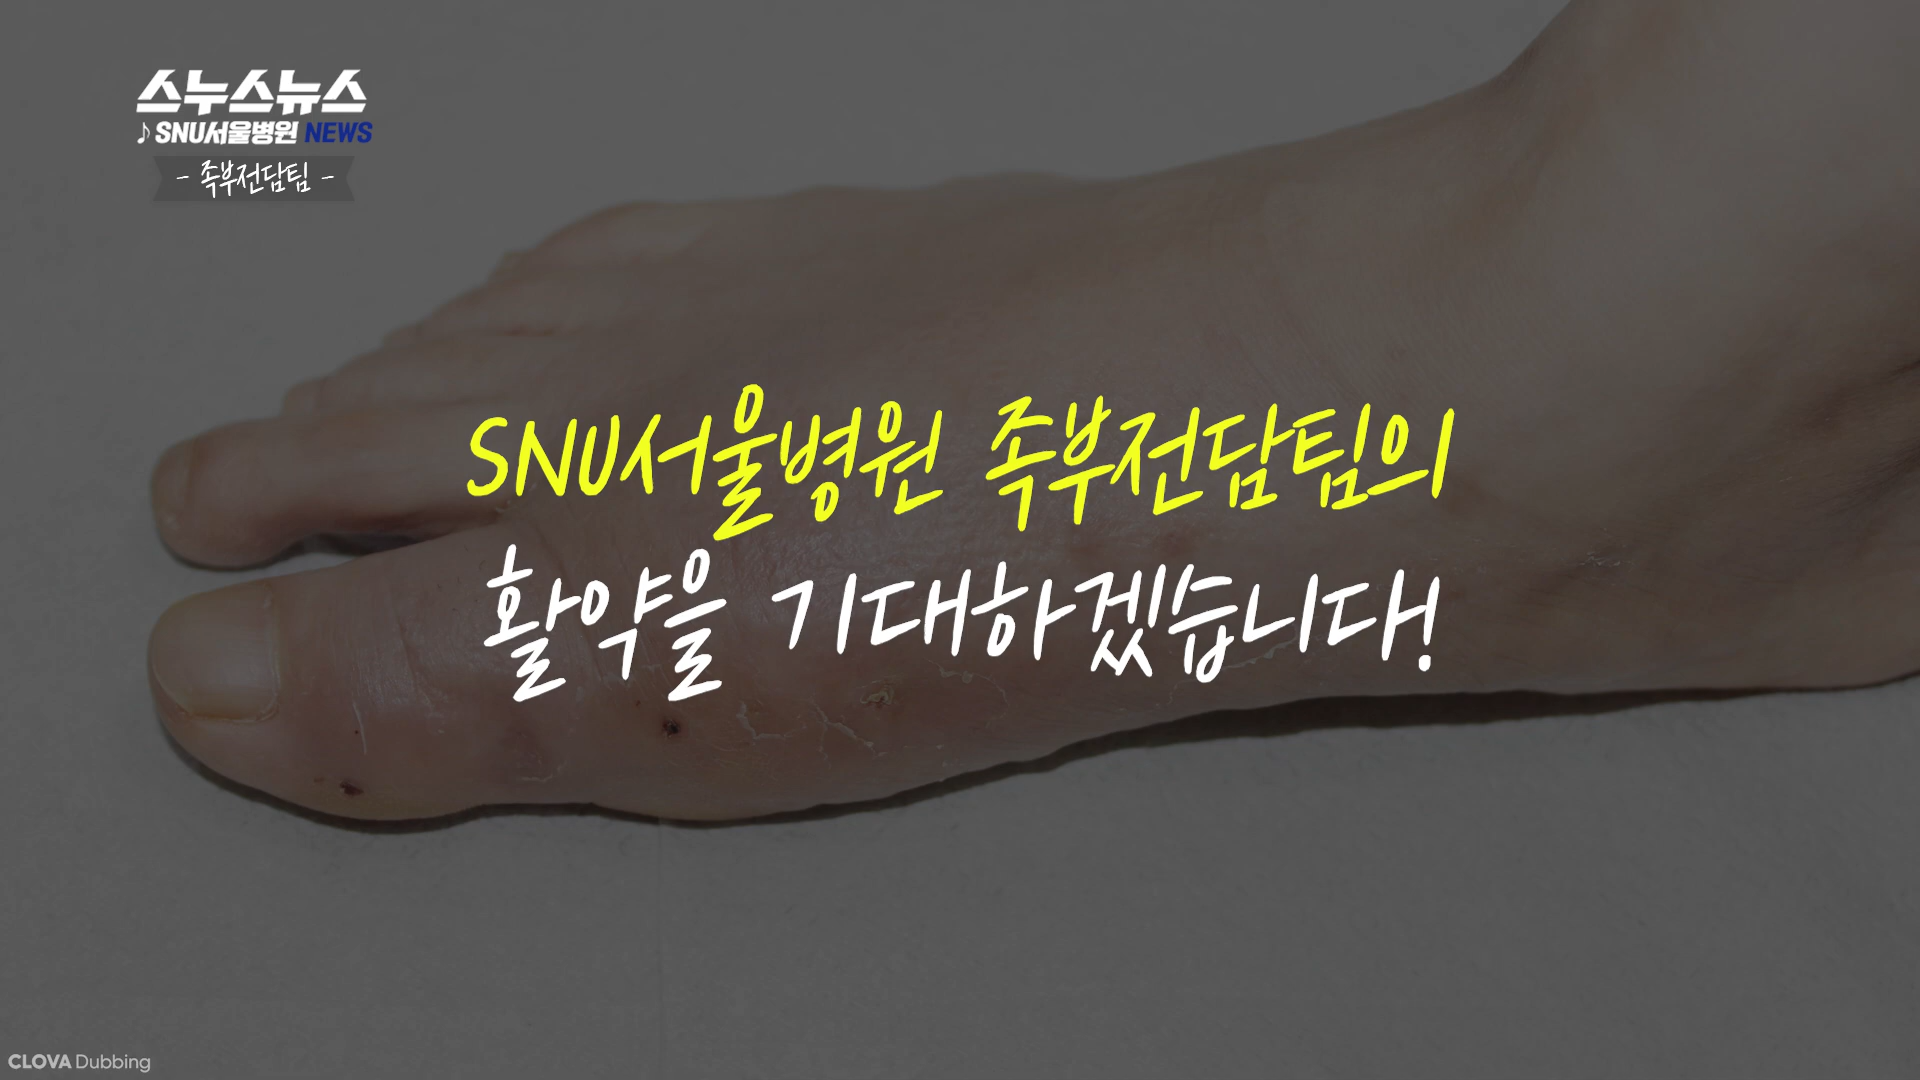 스누스뉴스
♪ SNU서울병원 NEWS
- 족부전담팀 -
SNU서울병원 족부전담팀의
활약을 기대하겠습니다!
CLOVA Dubbing